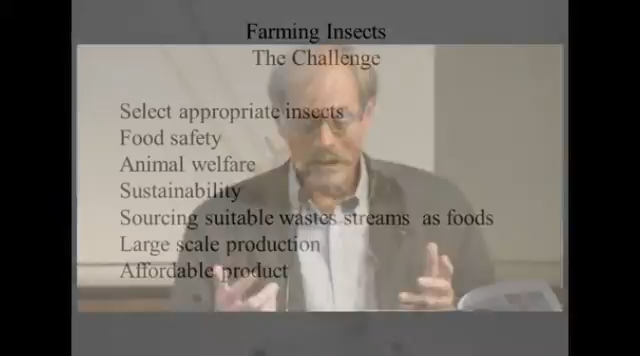 Farming Insects
The Challenge
Select appropriate insects
Food safety
Animal welfare
Sustainability
Sourcing suitable wastes streams as foods
Large scale production
Affordable product